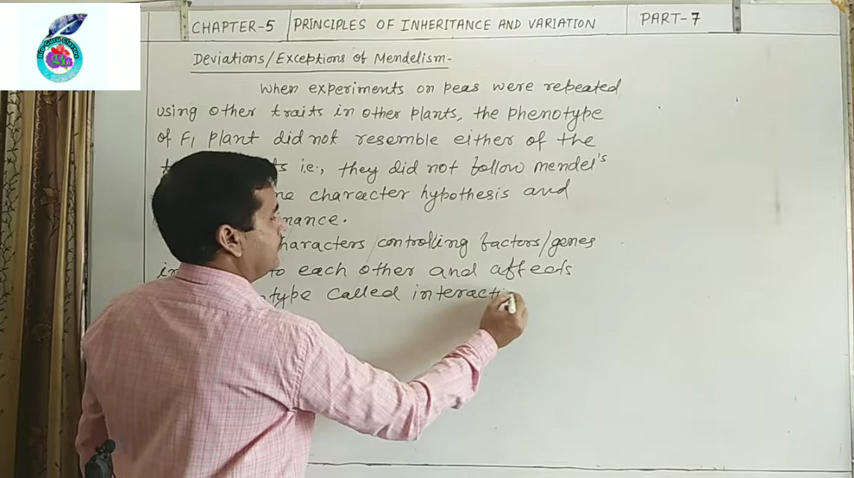 CHAPTER-5 PRINCIPLES OF INHERITANCE AND VARIATION PART-7
Deviations/Exceptions of Mendelism-
When experiments on peas were repeated
using other traits in other plants, the phenotype
of F1 plant did not resemble either of the
i.e., they did not follow mendel's
character hypothesis and
characters controlling factors/genes
to each other and affects
called interacti